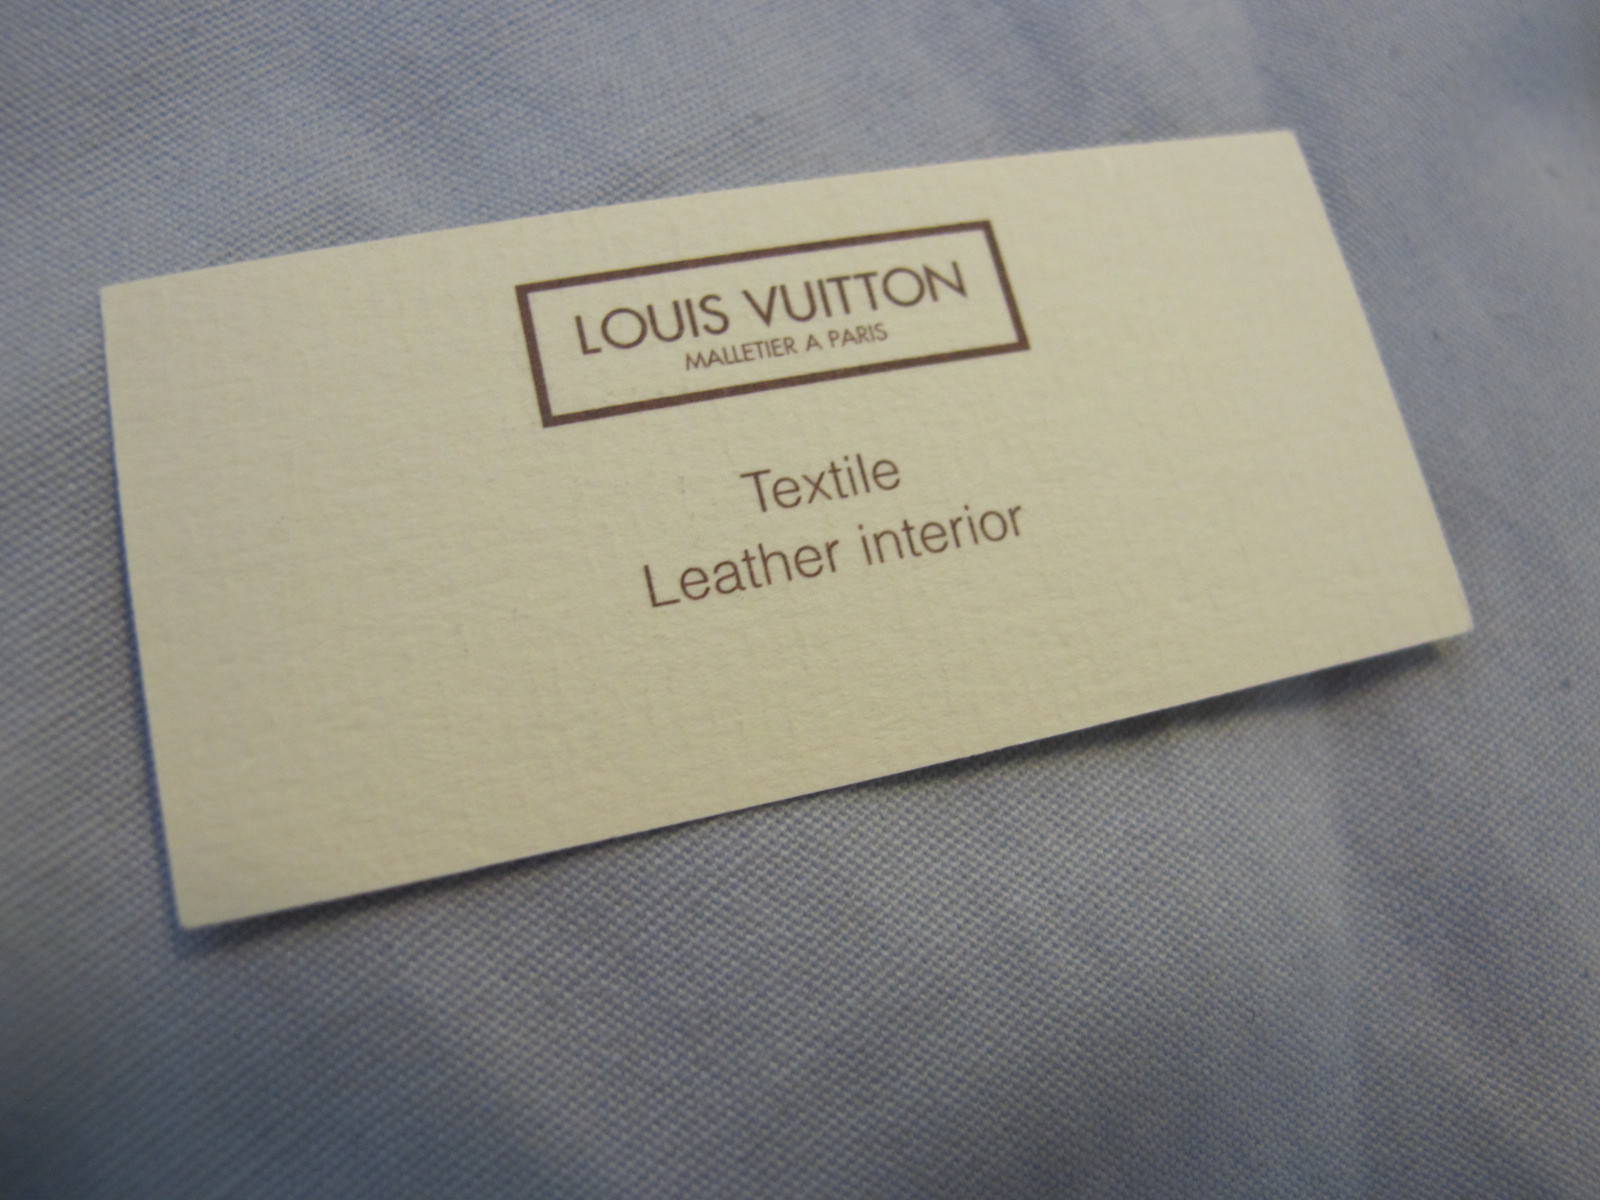 LOUIS VUITTON
MALLETIER A PARIS
Textile
Leather interior